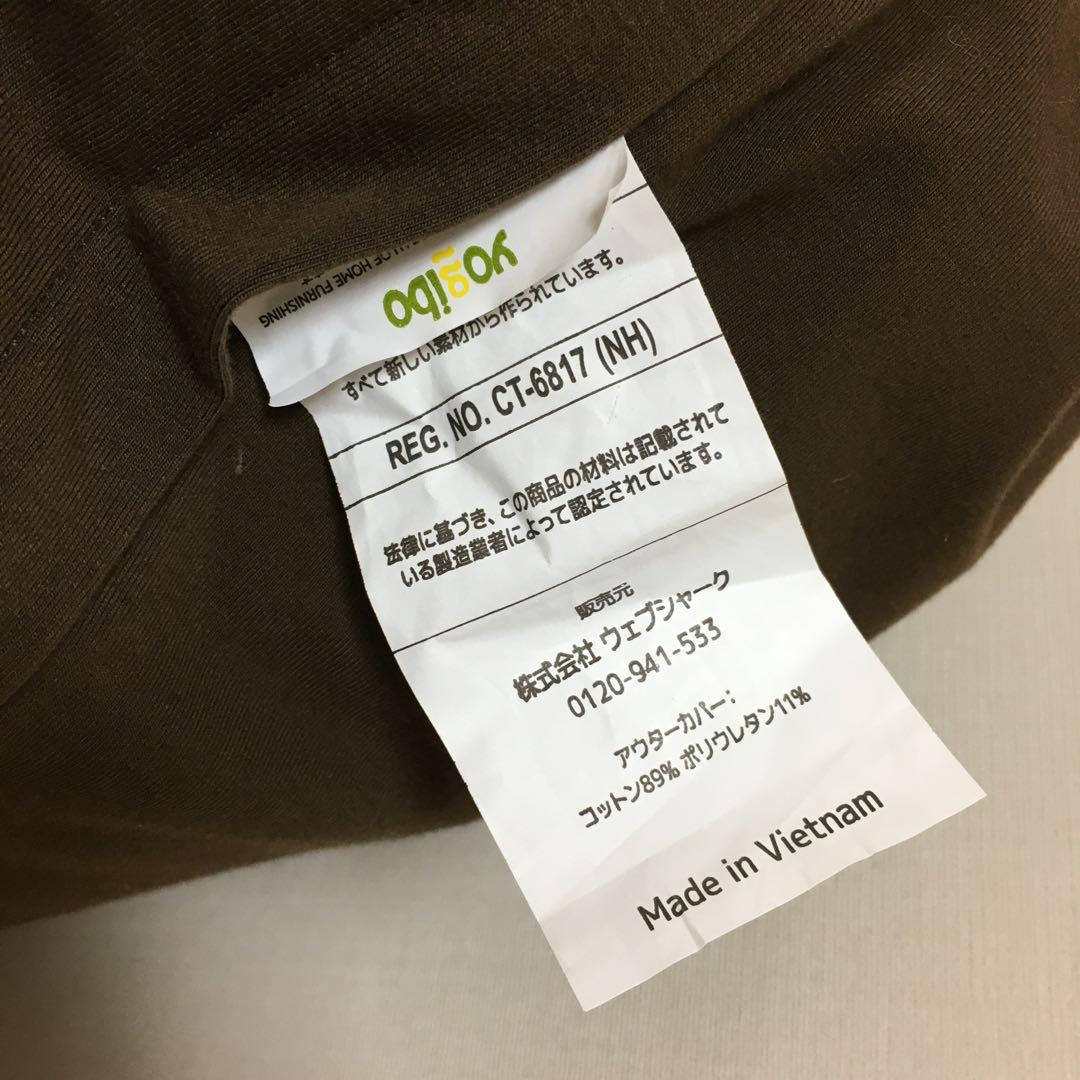 yogibo
OF HOME FURNISHING
すべて新しい素材から作られています。
REG. NO. CT-6817 (NH)
法律に基づき、この商品の材料は記載されて
いる製造業者によって認定されています。
販売元
株式会社 ウェブシャーク
0120-941-533
アウターカバー:
コットン89% ポリウレタン11%
Made in Vietnam